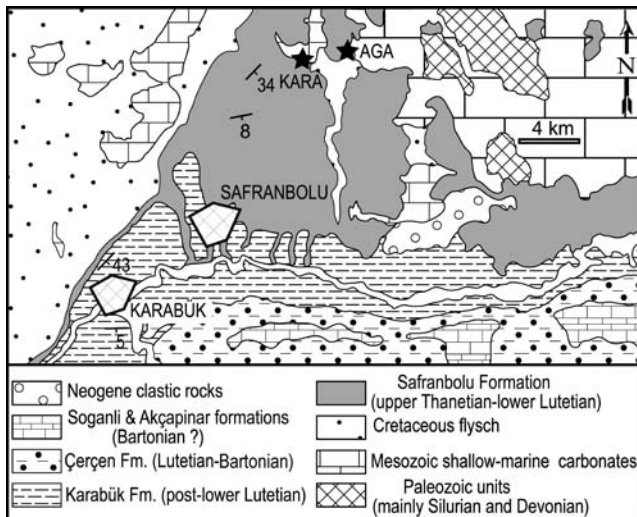 AGA
KARA
34
N
8
4 km
SAFRANBOLU
43
KARABÜK
5
Neogene clastic rocks
Soganli & Akçapinar formations
(Bartonian ?)
Çerçen Fm. (Lutetian-Bartonian)
Karabük Fm. (post-lower Lutetian)
Safranbolu Formation
(upper Thanetian-lower Lutetian)
Cretaceous flysch
Mesozoic shallow-marine carbonates
Paleozoic units
(mainly Silurian and Devonian)